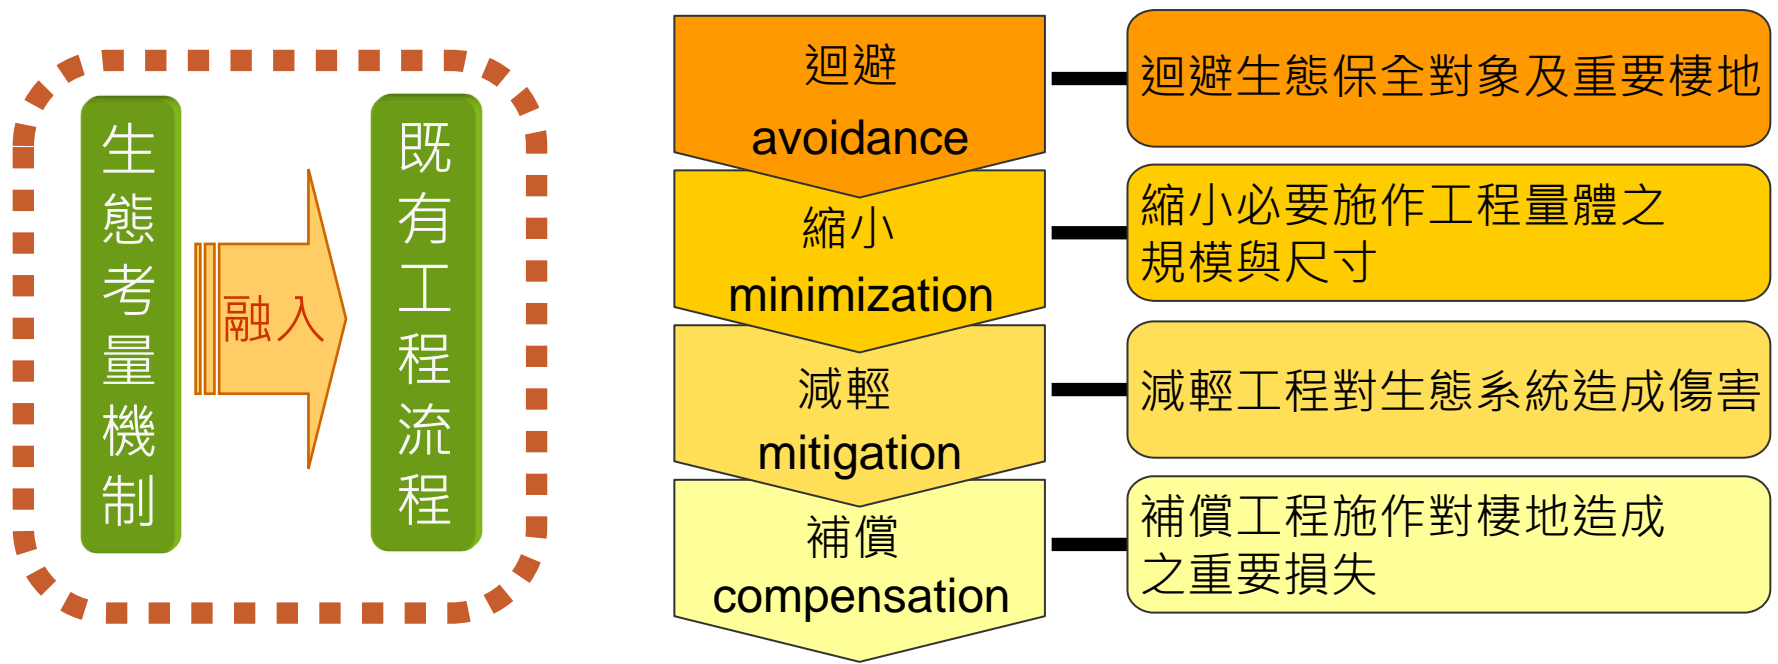 生態考量機制
融入
既有工程流程
迴避
avoidance
迴避生態保全對象及重要棲地
縮小
minimization
縮小必要施作工程量體之
規模與尺寸
減輕
mitigation
減輕工程對生態系統造成傷害
補償
compensation
補償工程施作對棲地造成
之重要損失